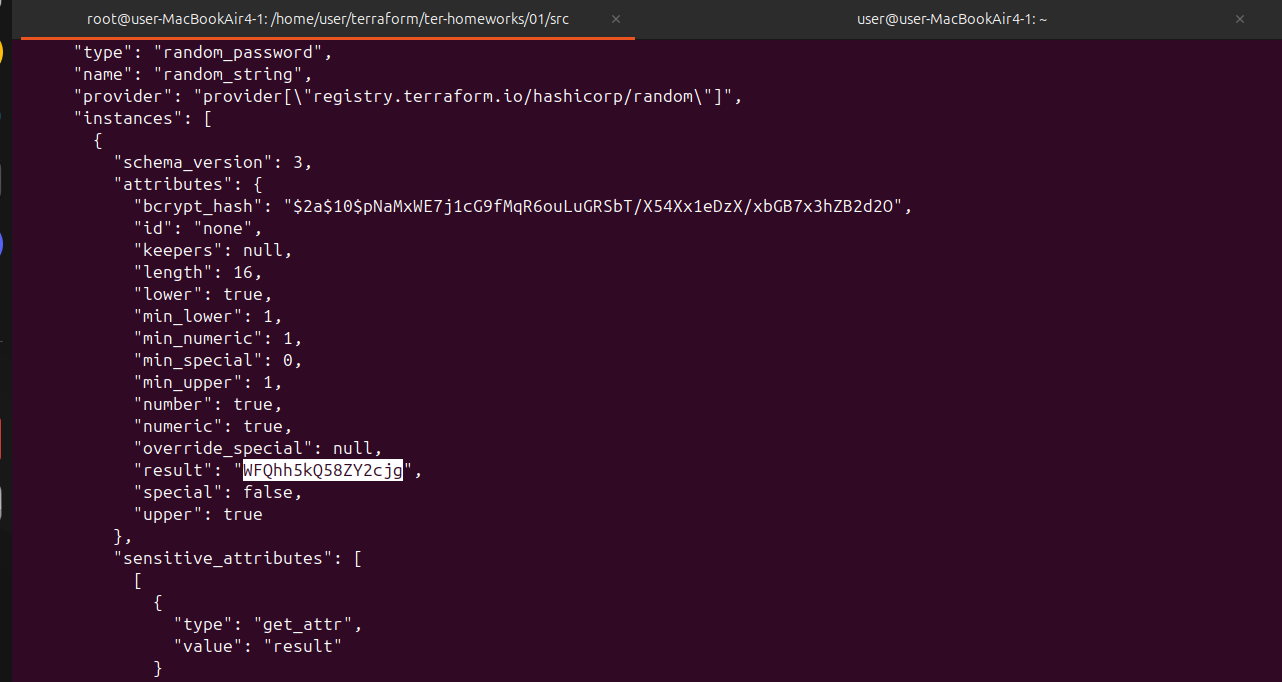 root@user-MacBookAir4-1: /home/user/terraform/ter-homeworks/01/src × user@user-MacBookAir4-1: ~ ×
"type": "random_password",
"name": "random_string",
"provider": "provider[\"registry.terraform.io/hashicorp/random\"]",
"instances": [
{
"schema_version": 3,
"attributes": {
"bcrypt_hash": "$2a$10$pNaMxWE7j1cG9fMqR6ouLuGRSbT/X54Xx1eDzX/xbGB7x3hZB2d2O",
"id": "none",
"keepers": null,
"length": 16,
"lower": true,
"min_lower": 1,
"min_numeric": 1,
"min_special": 0,
"min_upper": 1,
"number": true,
"numeric": true,
"override_special": null,
"result": "WFQhh5kQ58ZY2cjg",
"special": false,
"upper": true
},
"sensitive_attributes": [
[
{
"type": "get_attr",
"value": "result"
}